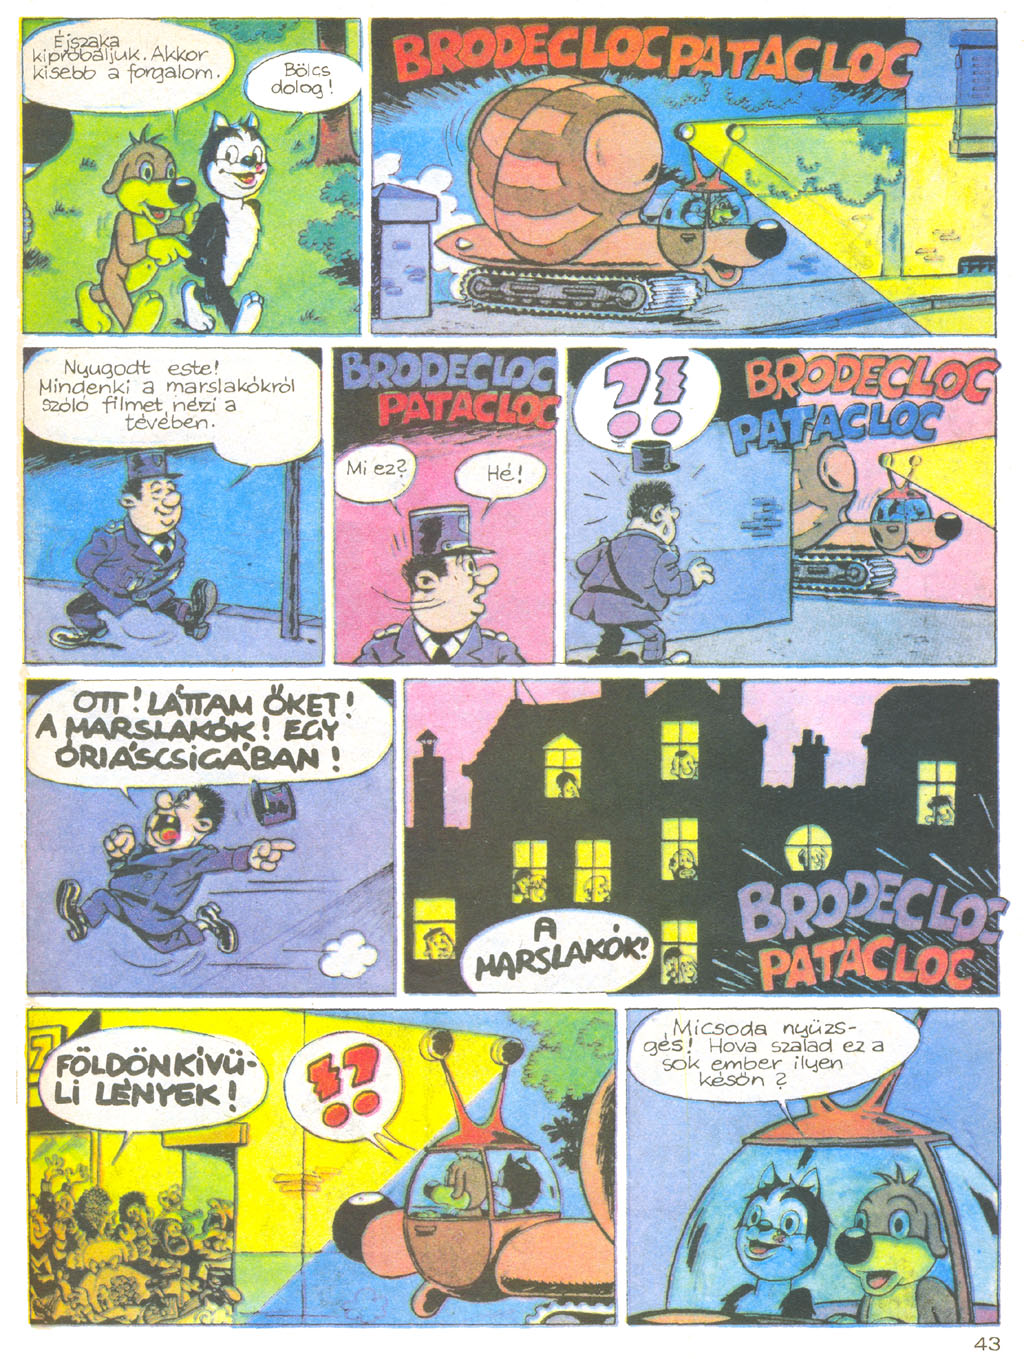 Éjszaka
kipróbáljuk. Akkor
kisebb a forgalom.
Bölcs
dolog!
BRODECLOC PATACLOC
Nyugodt este!
Mindenki a marslakókról
szóló filmet nézi a
tévében.
BRODECLOC
PATACLOC
Mi ez?
Hé!
?!
BRODECLOC
PATACLOC
OTT! LÁTTAM ŐKET!
A MARSLAKÓK! EGY
ÓRIÁSCSIGÁBAN!
A
MARSLAKÓK!
BRODECLOC
PATACLOC
FÖLDÖNKÍVÜ-
LI LÉNYEK!
!?
Micsoda nyüzs-
gés! Hova szalad ez a
sok ember ilyen
későn?
43